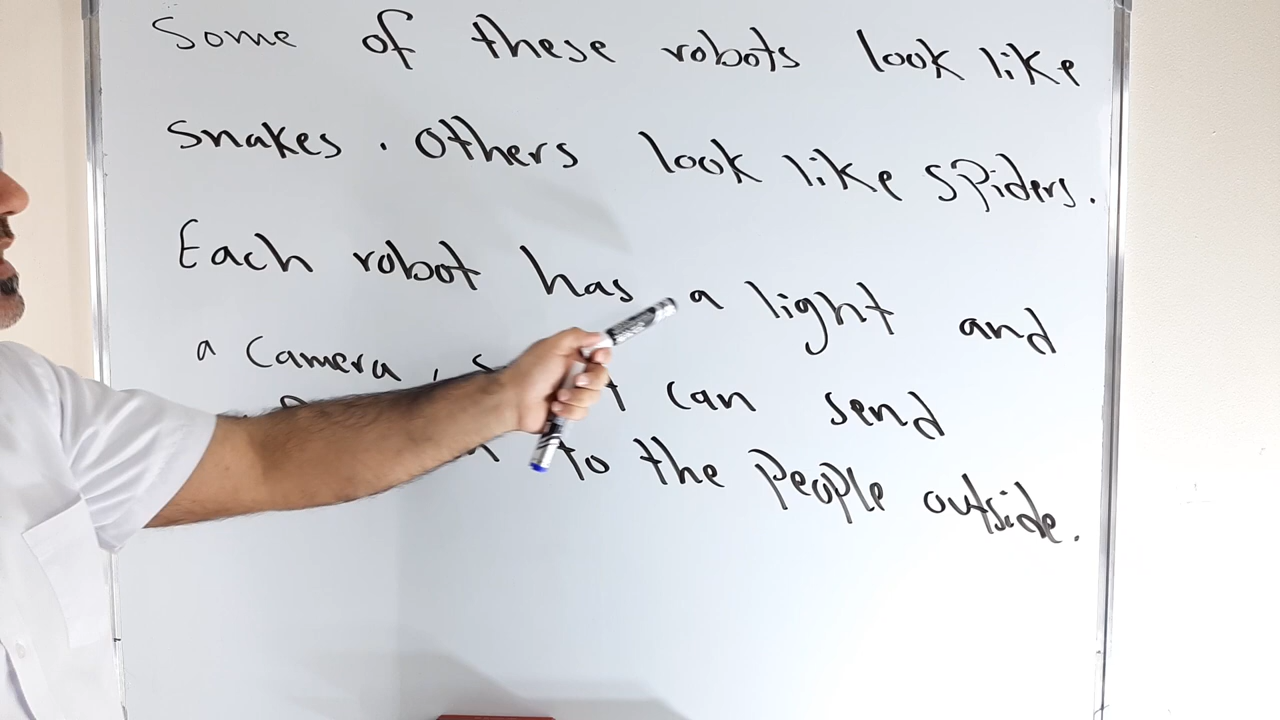 Some of these robots look like
snakes. Others look like spiders.
Each robot has a light and
a camera, can send
to the people outside.